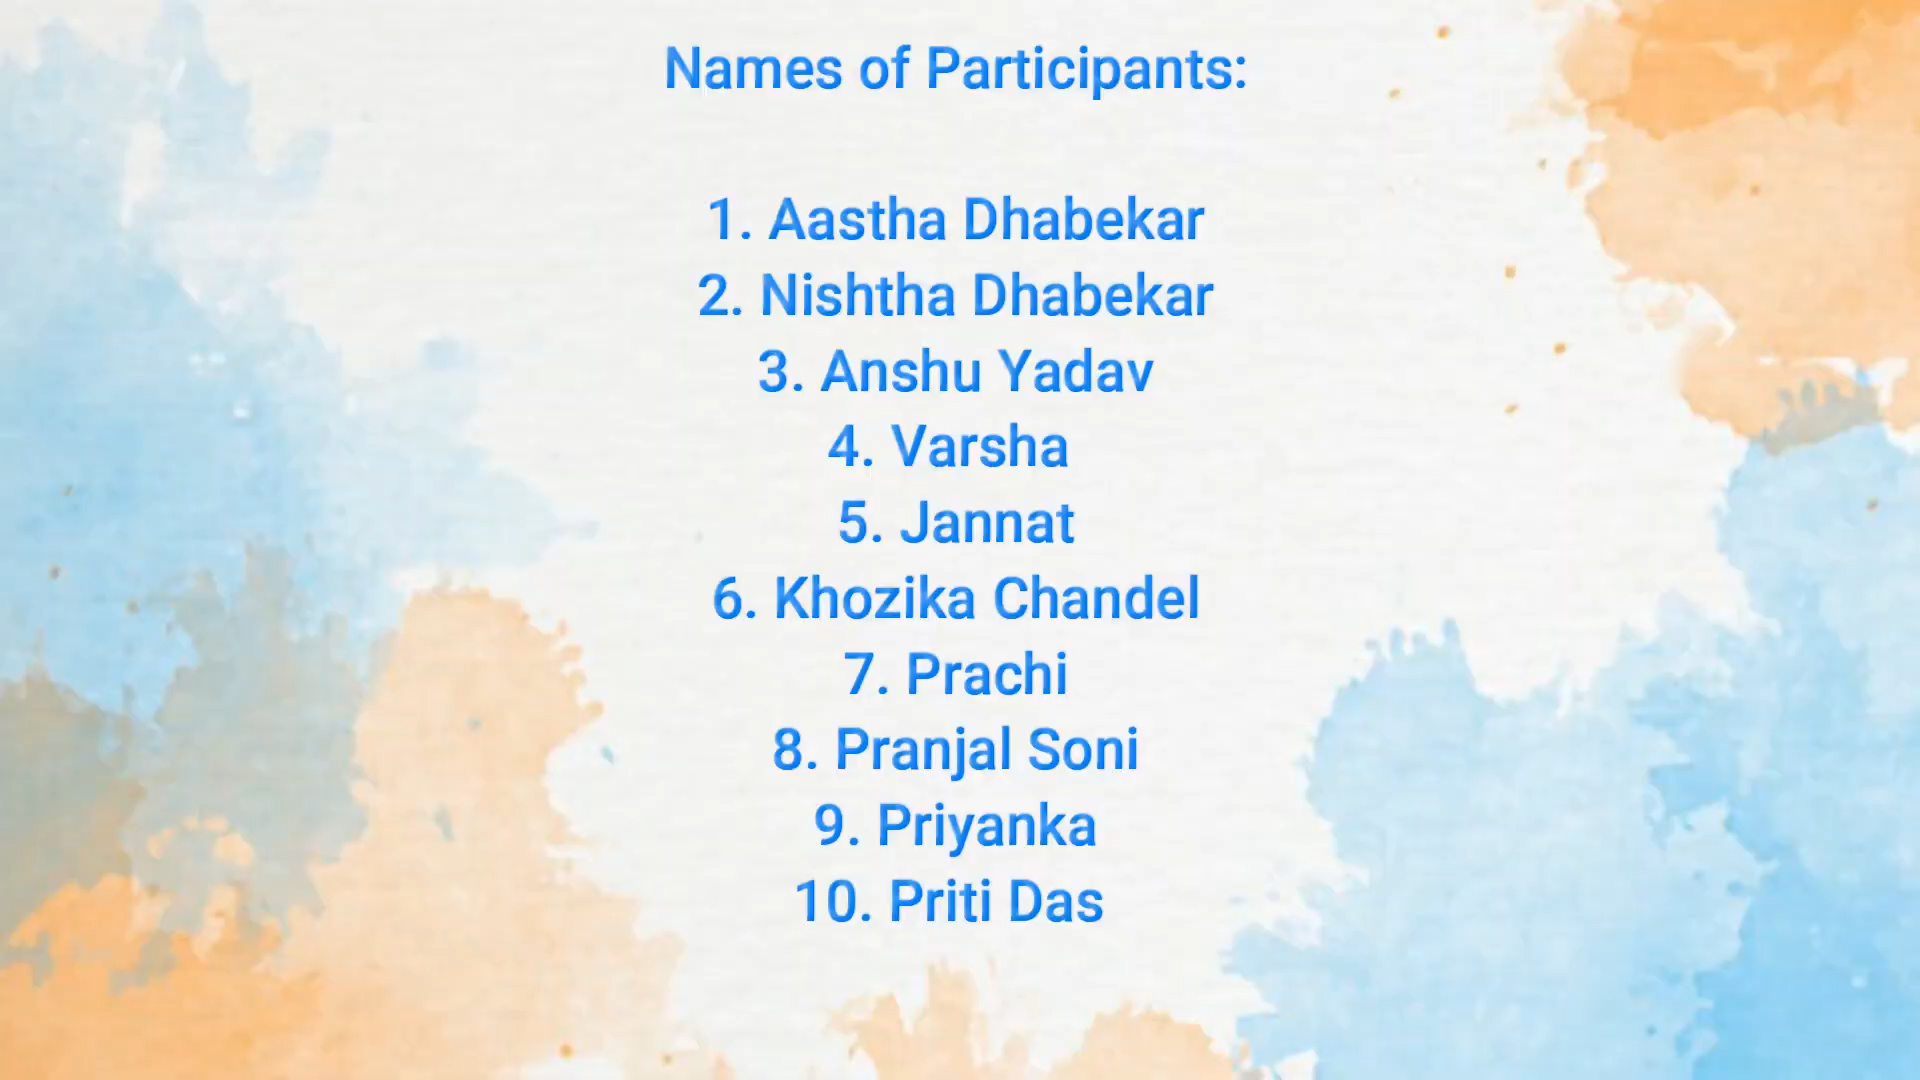 Names of Participants:
1. Aastha Dhabekar
2. Nishtha Dhabekar
3. Anshu Yadav
4. Varsha
5. Jannat
6. Khozika Chandel
7. Prachi
8. Pranjal Soni
9. Priyanka
10. Priti Das